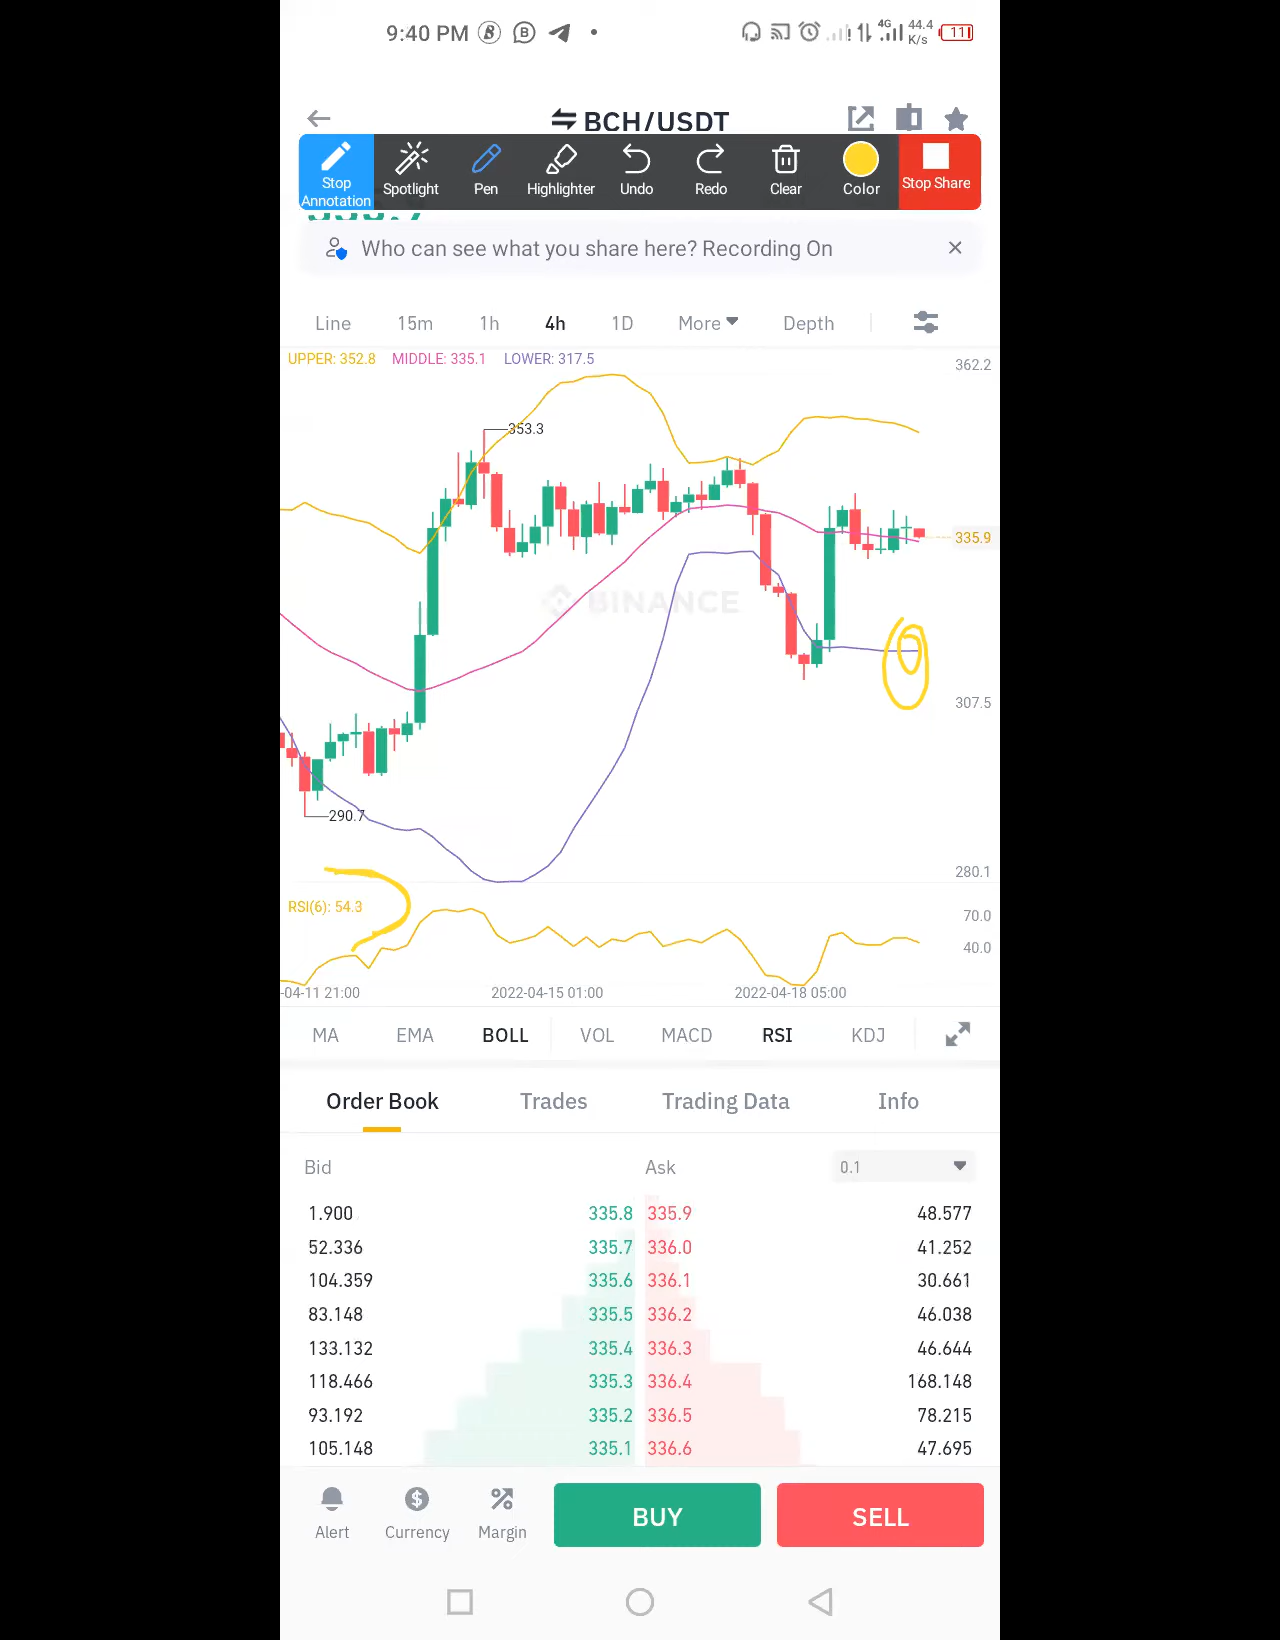 9:40 PM B B 4G 44.4 K/s 11
BCH/USDT
Stop Annotation
Spotlight
Pen
Highlighter
Undo
Redo
Clear
Color
Stop Share
Who can see what you share here? Recording On
Line 15m 1h 4h 1D More Depth
UPPER: 352.8 MIDDLE: 335.1 LOWER: 317.5
362.2
353.3
335.9
BINANCE
307.5
290.7
280.1
RSI(6): 54.3
70.0
40.0
-04-11 21:00 2022-04-15 01:00 2022-04-18 05:00
MA EMA BOLL VOL MACD RSI KDJ
Order Book Trades Trading Data Info
Bid Ask 0.1
1.900 335.8 335.9 48.577
52.336 335.7 336.0 41.252
104.359 335.6 336.1 30.661
83.148 335.5 336.2 46.038
133.132 335.4 336.3 46.644
118.466 335.3 336.4 168.148
93.192 335.2 336.5 78.215
105.148 335.1 336.6 47.695
Alert Currency Margin BUY SELL